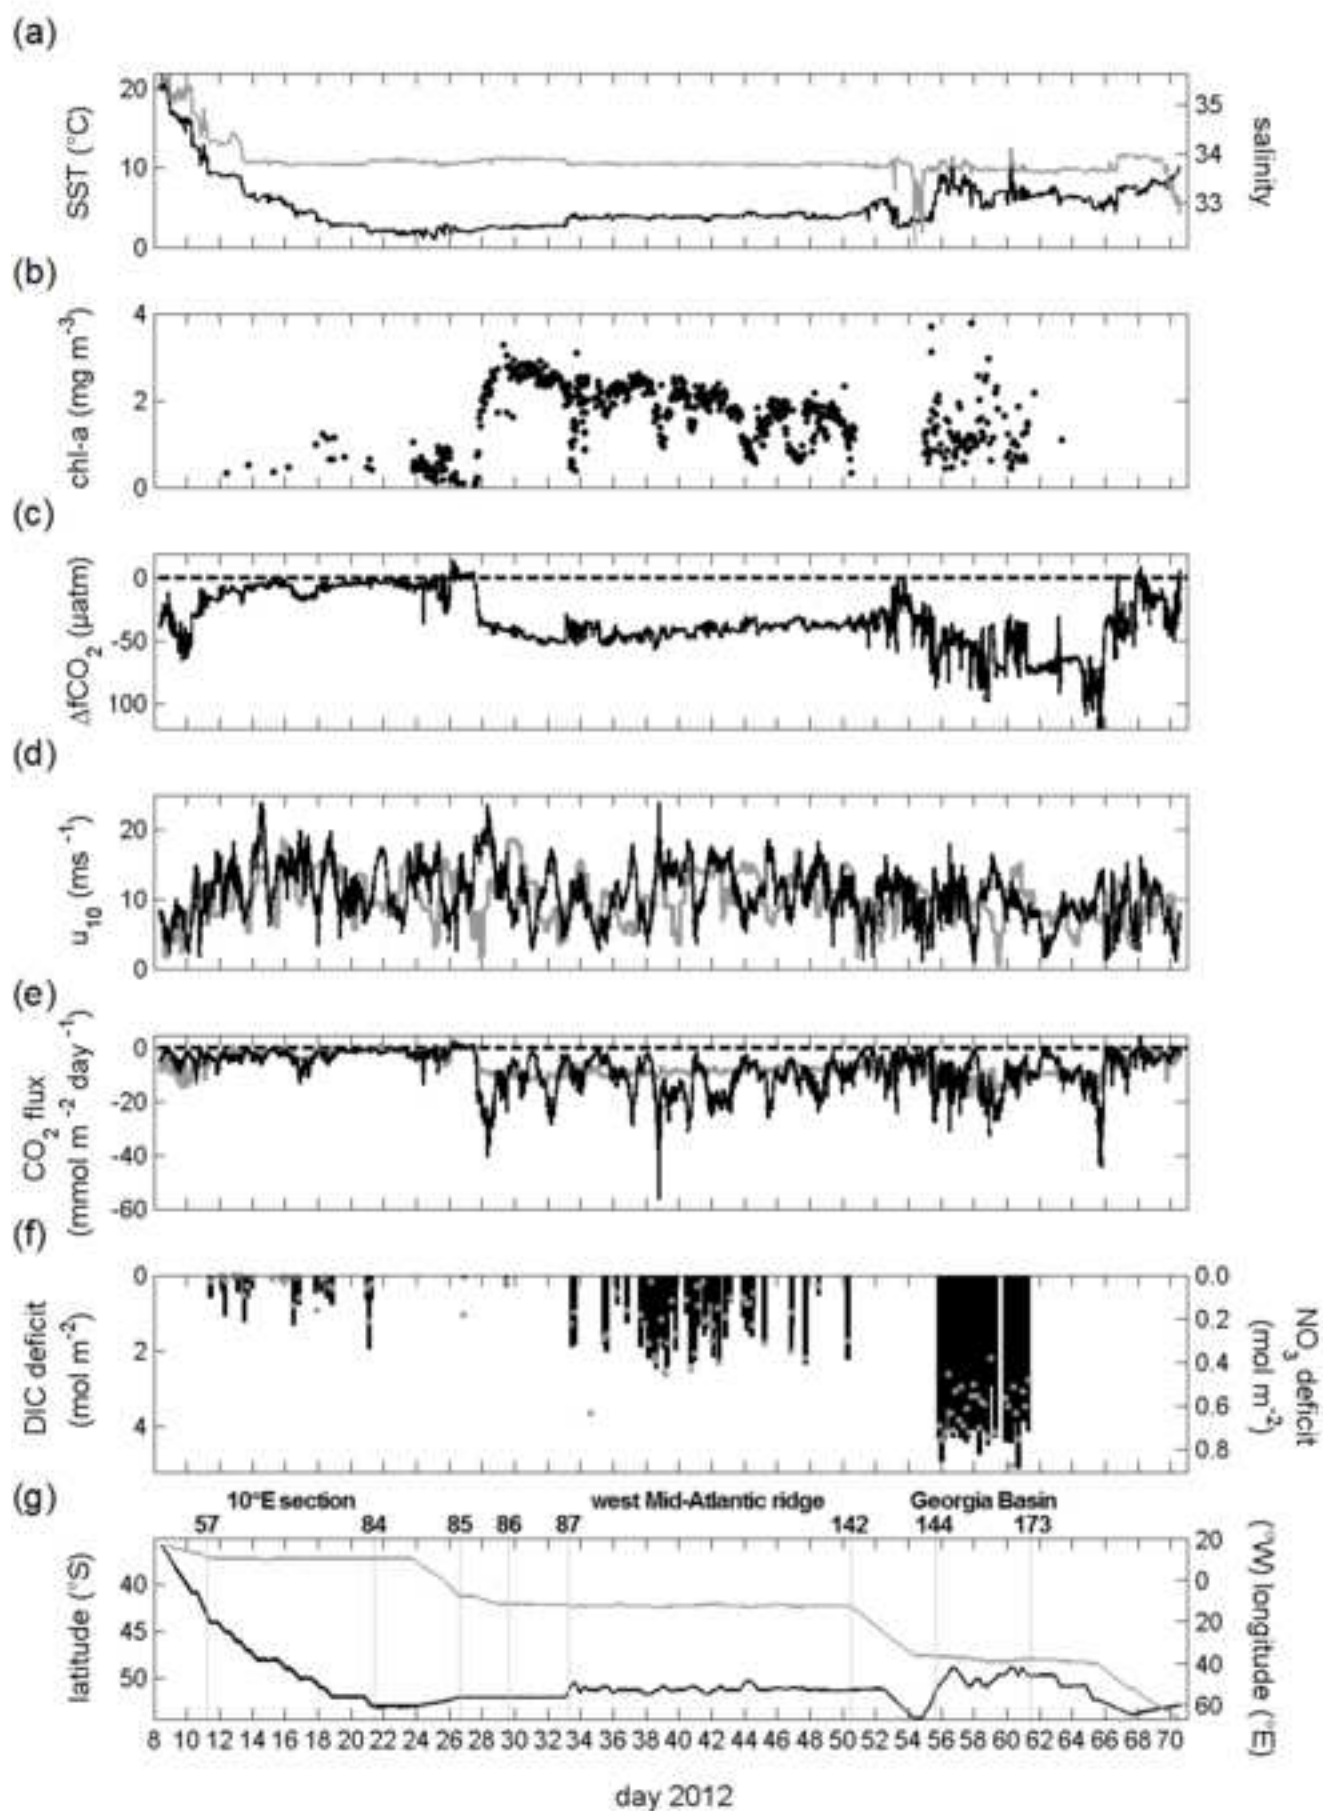 (a)
20
10
0
SST (°C)
35
34
33
salinity
(b)
4
2
0
chl-a (mg m-3)
(c)
0
-50
100
ΔfCO2 (µatm)
(d)
20
10
0
u10 (ms -1)
(e)
0
-20
-40
-60
CO2 flux
(mmol m -2 day -1)
(f)
0
2
4
DIC deficit
(mol m-2)
0.0
0.2
0.4
0.6
0.8
NO3 deficit
(mol m-2)
(g)
10°E section west Mid-Atlantic ridge Georgia Basin
57 84 85 86 87 142 144 173
40
45
50
latitude (°S)
20
0
20
40
60
(°W) longitude (°E)
8 10 12 14 16 18 20 22 24 26 28 30 32 34 36 38 40 42 44 46 48 50 52 54 56 58 60 62 64 66 68 70
day 2012